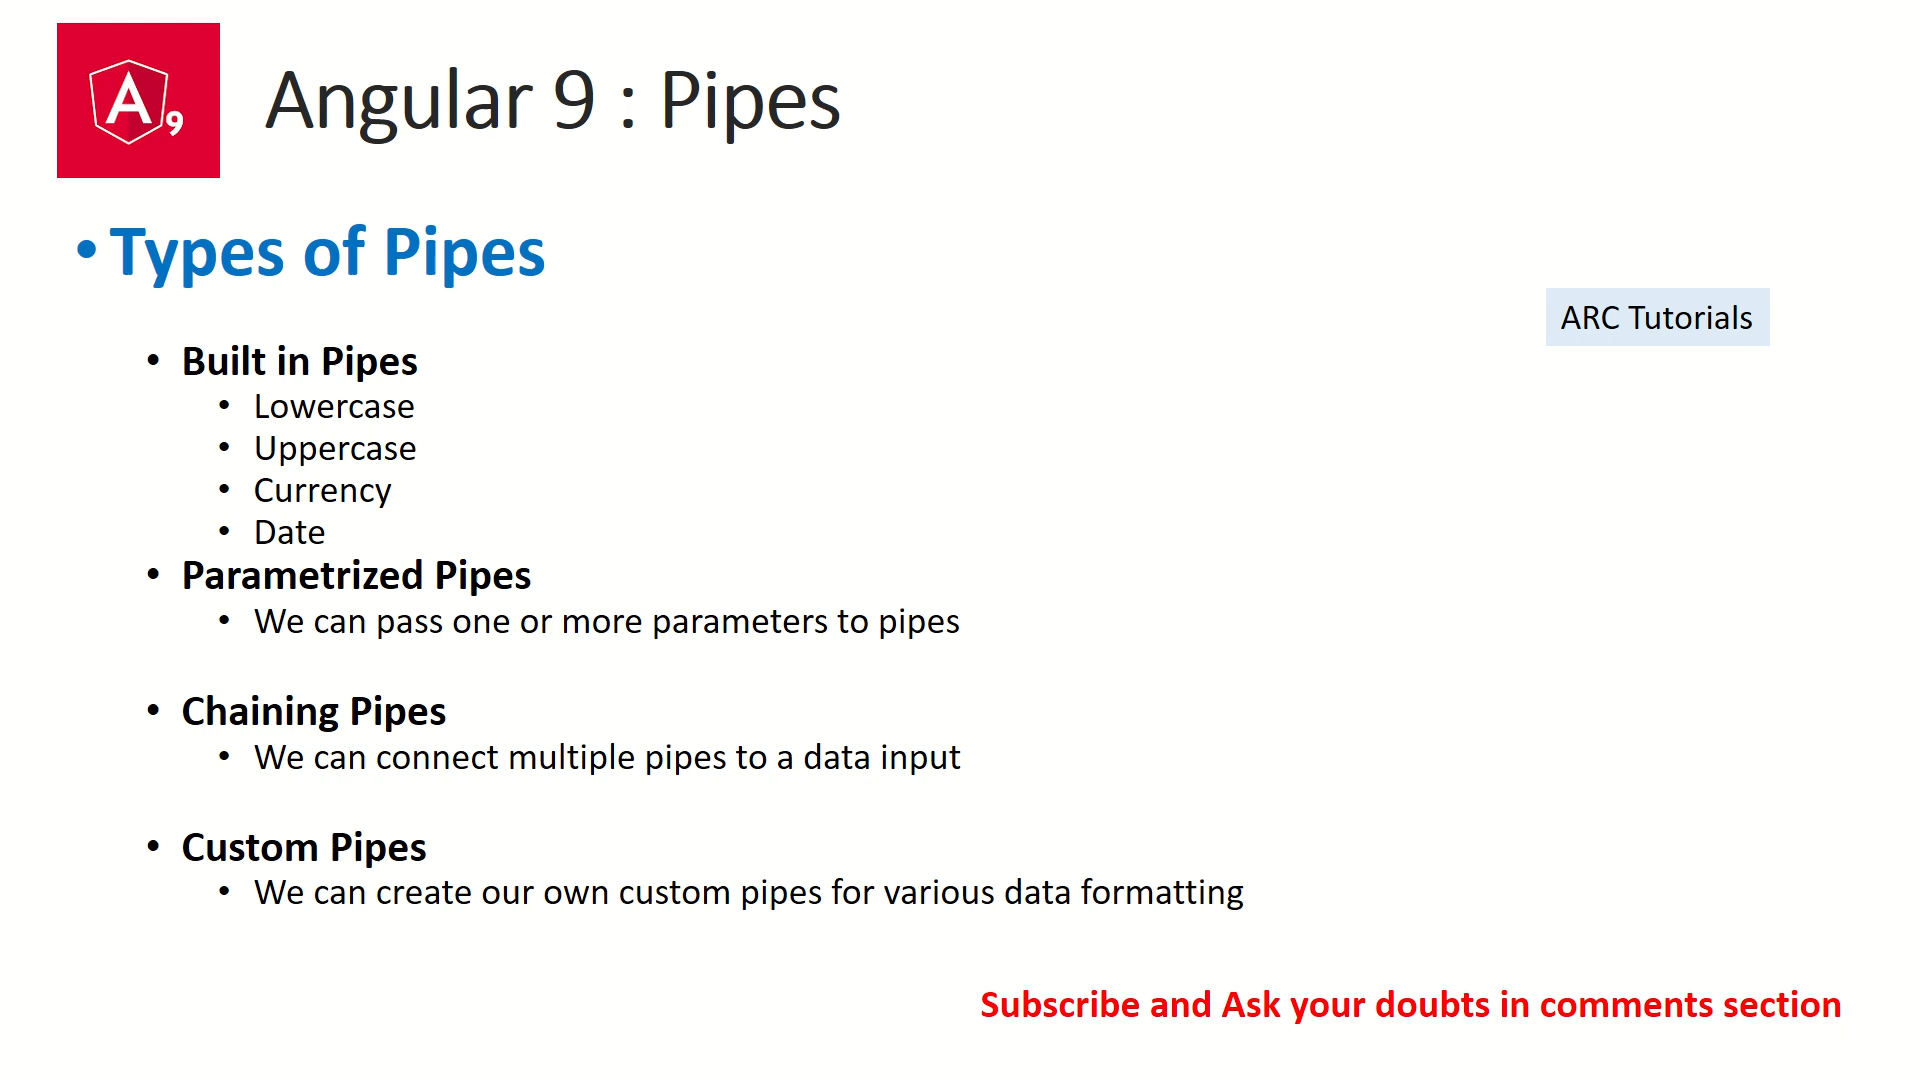 A9
Angular 9 : Pipes
• Types of Pipes
ARC Tutorials
• Built in Pipes
• Lowercase
• Uppercase
• Currency
• Date
• Parametrized Pipes
• We can pass one or more parameters to pipes
• Chaining Pipes
• We can connect multiple pipes to a data input
• Custom Pipes
• We can create our own custom pipes for various data formatting
Subscribe and Ask your doubts in comments section